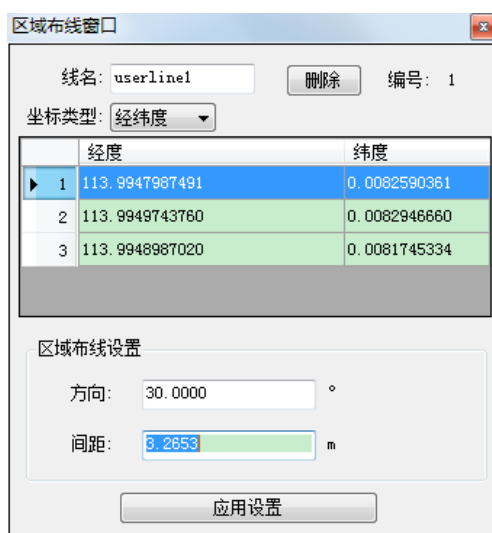 区域布线窗口
线名: userline1 删除 编号: 1
坐标类型: 经纬度
经度 纬度
1 113.9947987491 0.0082590361
2 113.9949743760 0.0082946660
3 113.9948987020 0.0081745334
区域布线设置
方向: 30.0000 °
间距: 3.2653 m
应用设置